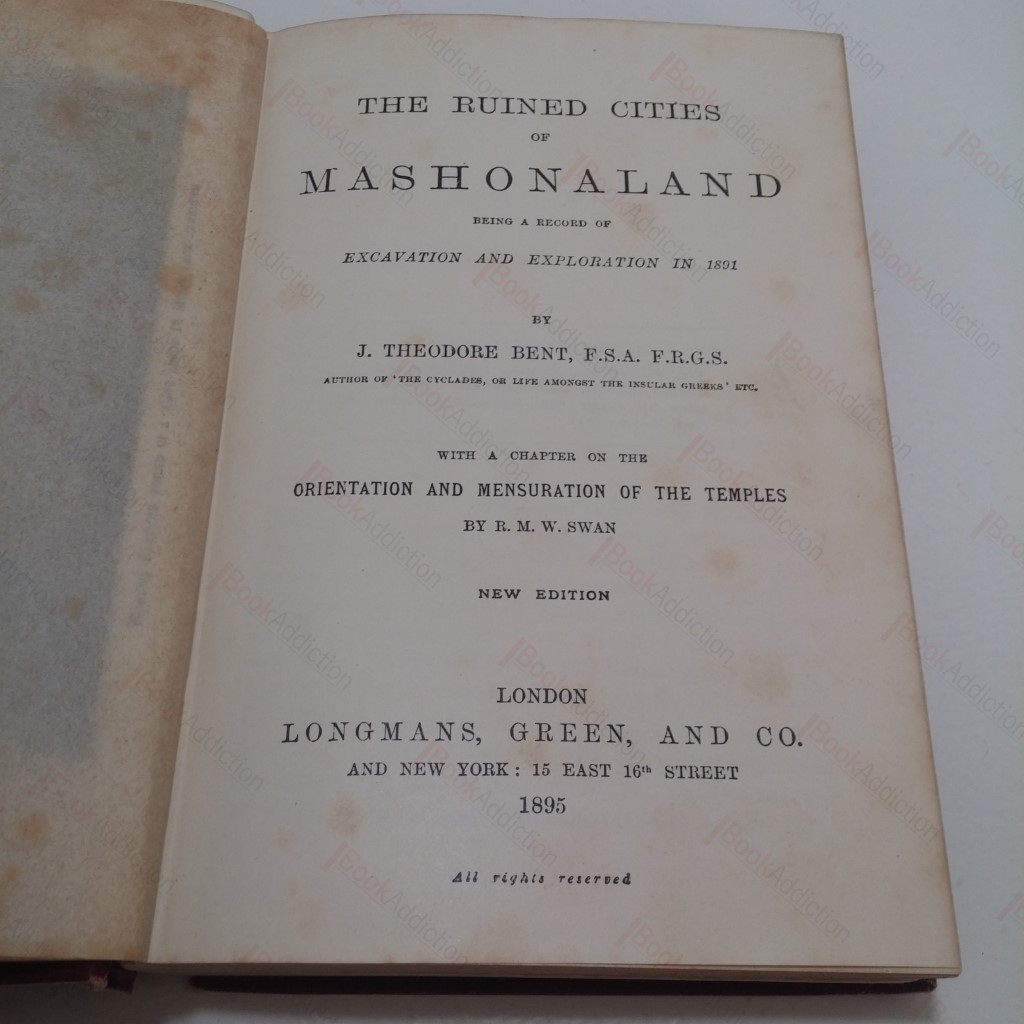 THE RUINED CITIES
OF
MASHONALAND
BEING A RECORD OF
EXCAVATION AND EXPLORATION IN 1891
BY
J. THEODORE BENT, F.S.A. F.R.G.S.
AUTHOR OF 'THE CYCLADES, OR LIFE AMONGST THE INSULAR GREEKS' ETC.
WITH A CHAPTER ON THE
ORIENTATION AND MENSURATION OF THE TEMPLES
BY R. M. W. SWAN
NEW EDITION
LONDON
LONGMANS, GREEN, AND CO.
AND NEW YORK: 15 EAST 16th STREET
1895
All rights reserved
BookAddiction